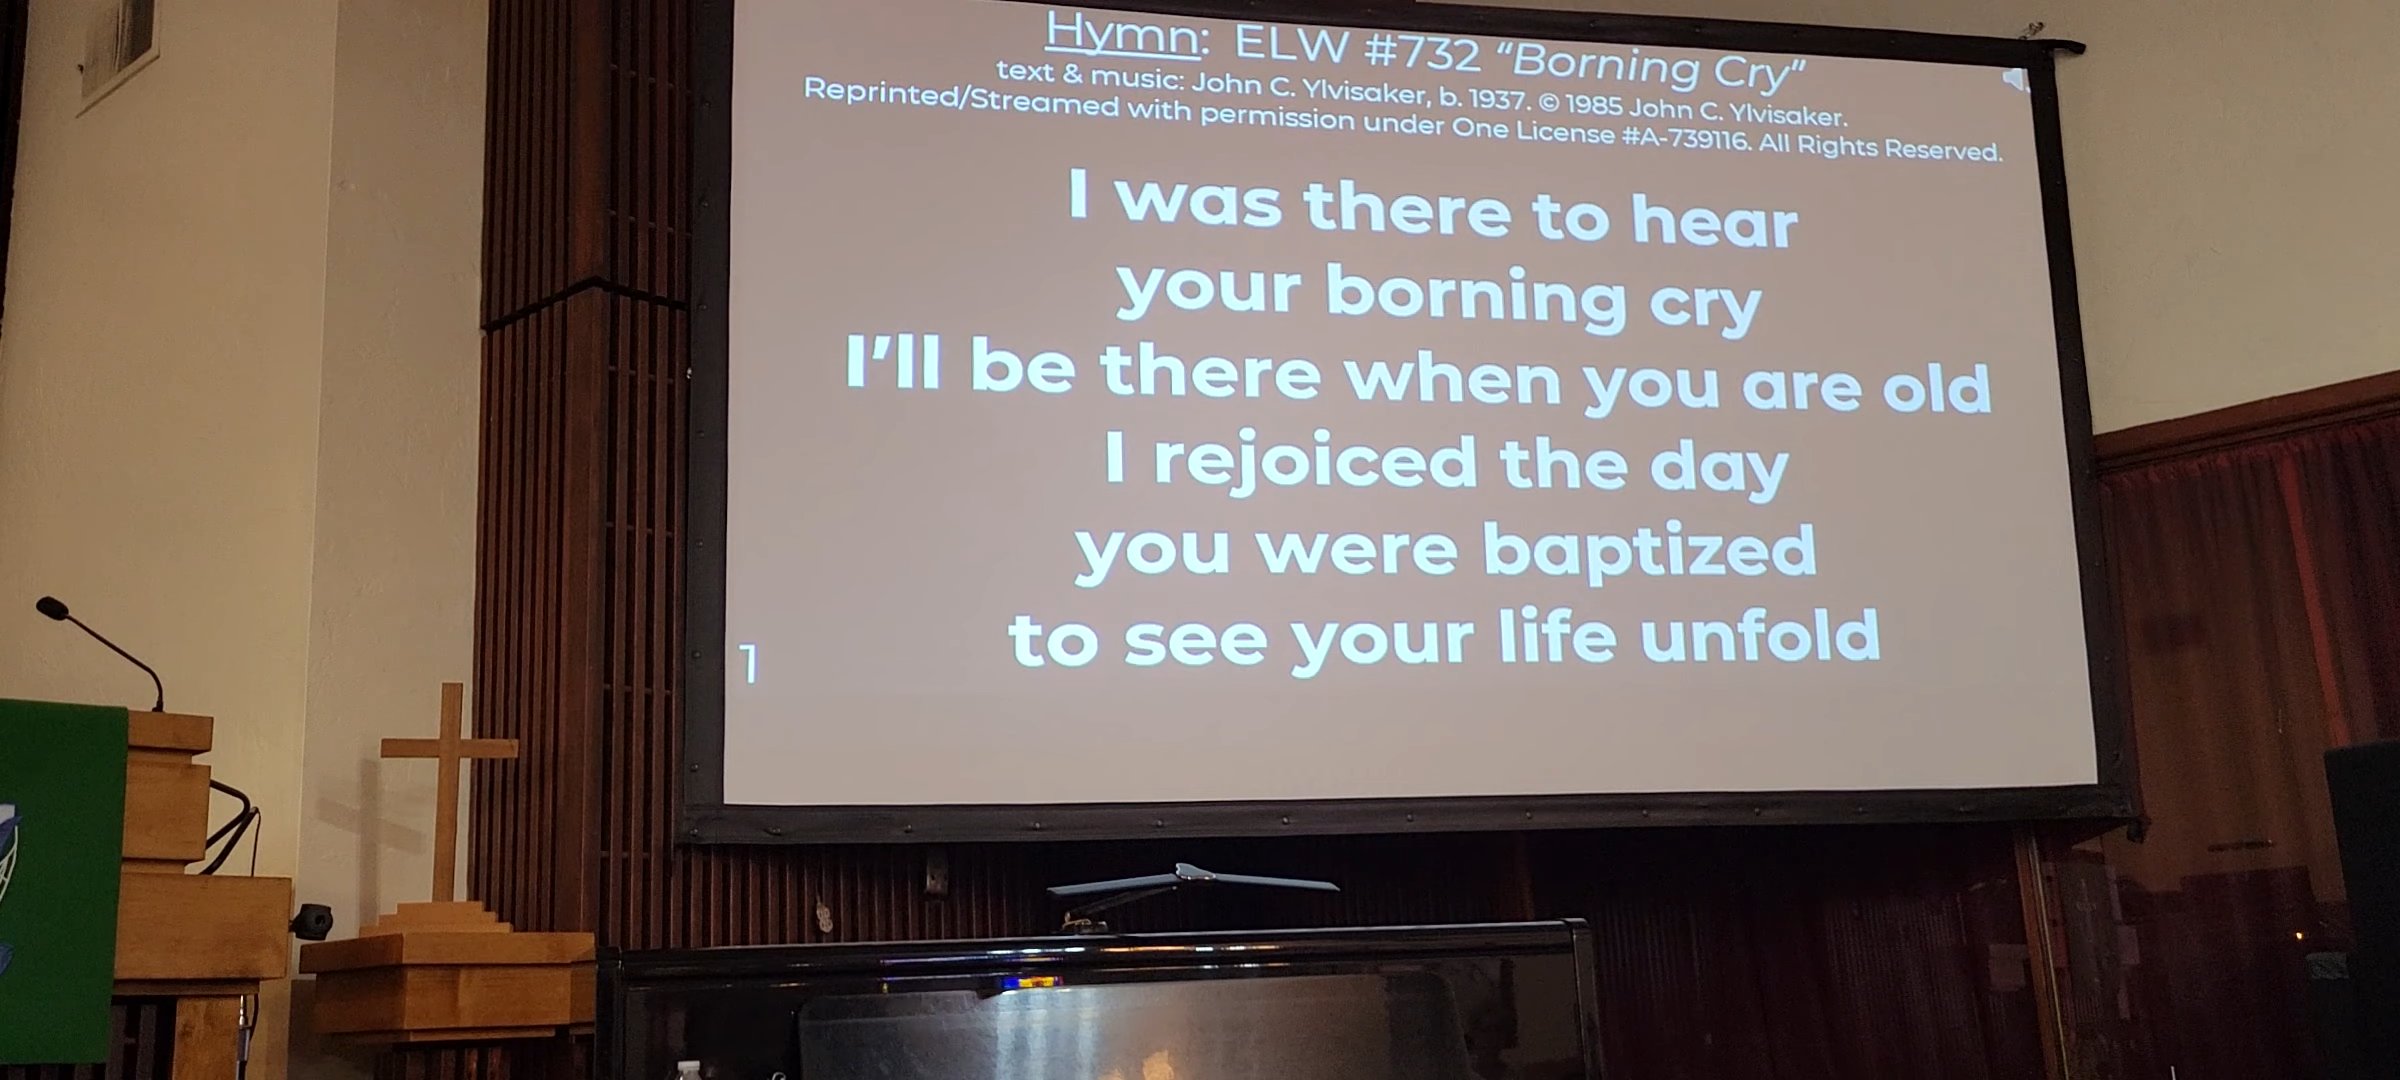 Hymn: ELW #732 “Borning Cry”
text & music: John C. Ylvisaker, b. 1937. © 1985 John C. Ylvisaker.
Reprinted/Streamed with permission under One License #A-739116. All Rights Reserved.
I was there to hear
your borning cry
I'll be there when you are old
I rejoiced the day
you were baptized
to see your life unfold
1